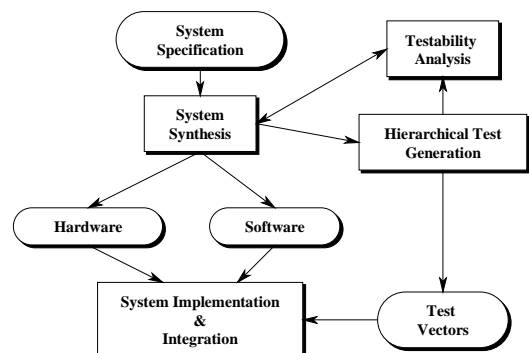 System
Specification
Testability
Analysis
System
Synthesis
Hierarchical Test
Generation
Hardware
Software
System Implementation
&
Integration
Test
Vectors